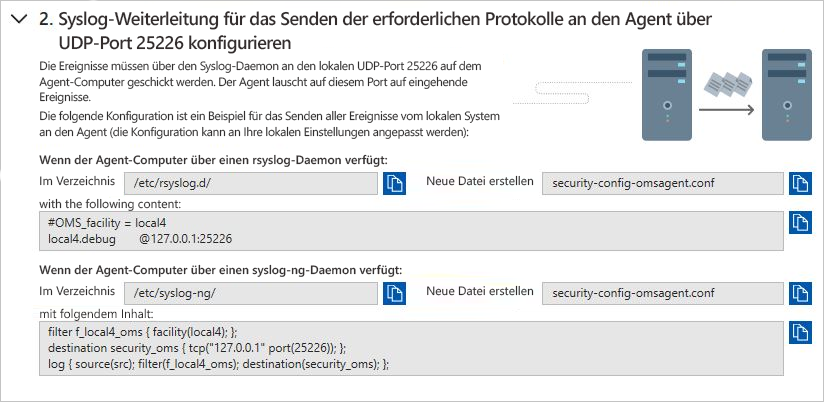 2. Syslog-Weiterleitung für das Senden der erforderlichen Protokolle an den Agent über
UDP-Port 25226 konfigurieren
Die Ereignisse müssen über den Syslog-Daemon an den lokalen UDP-Port 25226 auf dem
Agent-Computer geschickt werden. Der Agent lauscht auf diesem Port auf eingehende
Ereignisse.
Die folgende Konfiguration ist ein Beispiel für das Senden aller Ereignisse vom lokalen System
an den Agent (die Konfiguration kann an Ihre lokalen Einstellungen angepasst werden):
Wenn der Agent-Computer über einen rsyslog-Daemon verfügt:
Im Verzeichnis /etc/rsyslog.d/ Neue Datei erstellen security-config-omsagent.conf
with the following content:
#OMS_facility = local4
local4.debug @127.0.0.1:25226
Wenn der Agent-Computer über einen syslog-ng-Daemon verfügt:
Im Verzeichnis /etc/syslog-ng/ Neue Datei erstellen security-config-omsagent.conf
mit folgendem Inhalt:
filter f_local4_oms { facility(local4); };
destination security_oms { tcp("127.0.0.1" port(25226)); };
log { source(src); filter(f_local4_oms); destination(security_oms); };